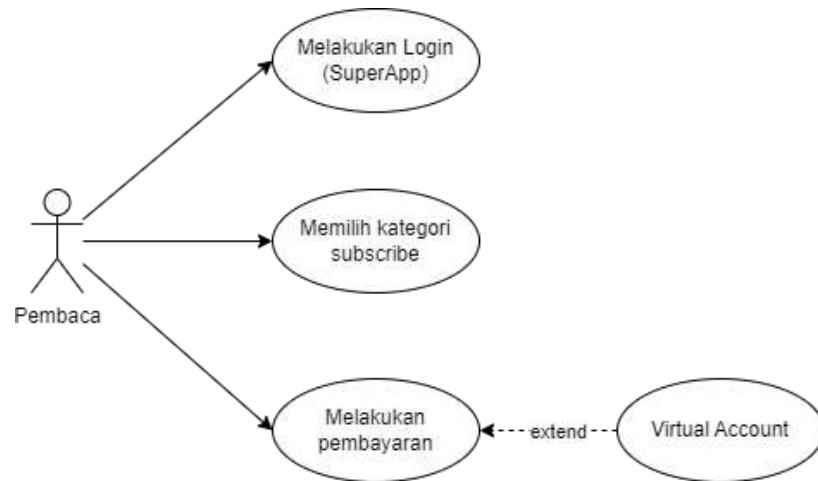 Melakukan Login
(SuperApp)
Memilih kategori
subscribe
Pembaca
Melakukan
pembayaran
extend
Virtual Account